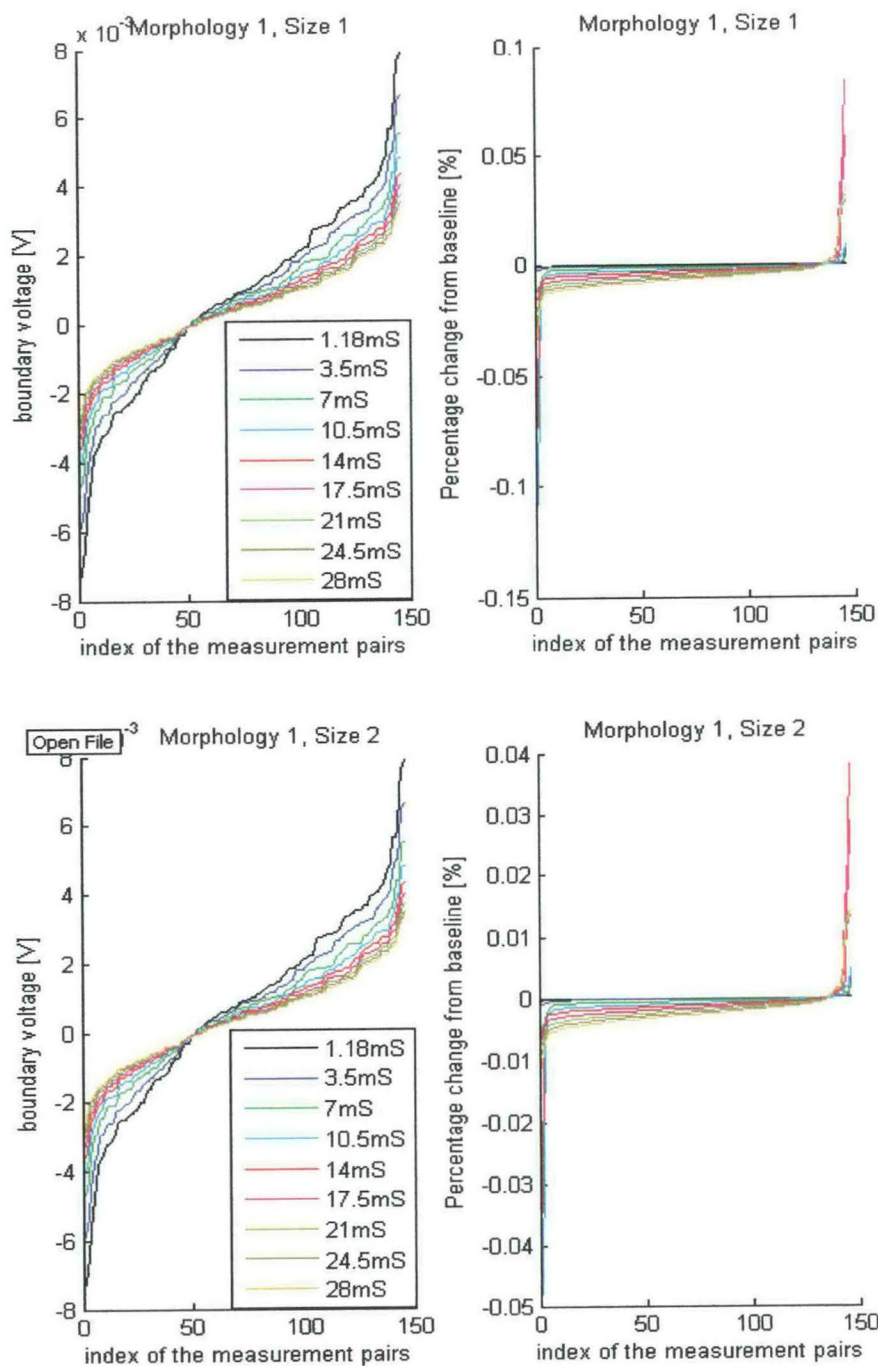 x 10-3
Morphology 1, Size 1
8
6
4
2
0
-2
-4
-6
-8
boundary voltage [V]
1.18mS
3.5mS
7mS
10.5mS
14mS
17.5mS
21mS
24.5mS
28mS
0
50
100
150
index of the measurement pairs
Morphology 1, Size 1
0.1
0.05
0
-0.05
-0.1
-0.15
Percentage change from baseline [%]
0
50
100
150
index of the measurement pairs
Open File
-3
Morphology 1, Size 2
8
6
4
2
0
-2
-4
-6
-8
boundary voltage [V]
1.18mS
3.5mS
7mS
10.5mS
14mS
17.5mS
21mS
24.5mS
28mS
0
50
100
150
index of the measurement pairs
Morphology 1, Size 2
0.04
0.03
0.02
0.01
0
-0.01
-0.02
-0.03
-0.04
-0.05
Percentage change from baseline [%]
0
50
100
150
index of the measurement pairs